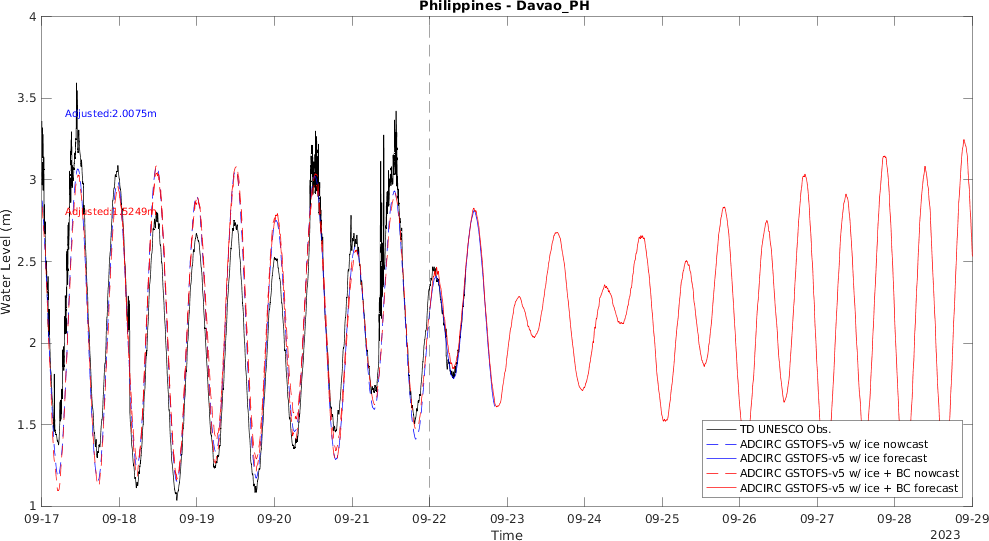 Philippines - Davao_PH
4
3.5
3
2.5
2
1.5
1
Water Level (m)
Adjusted:2.0075m
Adjusted:1.5249m
TD UNESCO Obs.
ADCIRC GSTOFS-v5 w/ ice nowcast
ADCIRC GSTOFS-v5 w/ ice forecast
ADCIRC GSTOFS-v5 w/ ice + BC nowcast
ADCIRC GSTOFS-v5 w/ ice + BC forecast
09-17 09-18 09-19 09-20 09-21 09-22 09-23 09-24 09-25 09-26 09-27 09-28 09-29
Time
2023